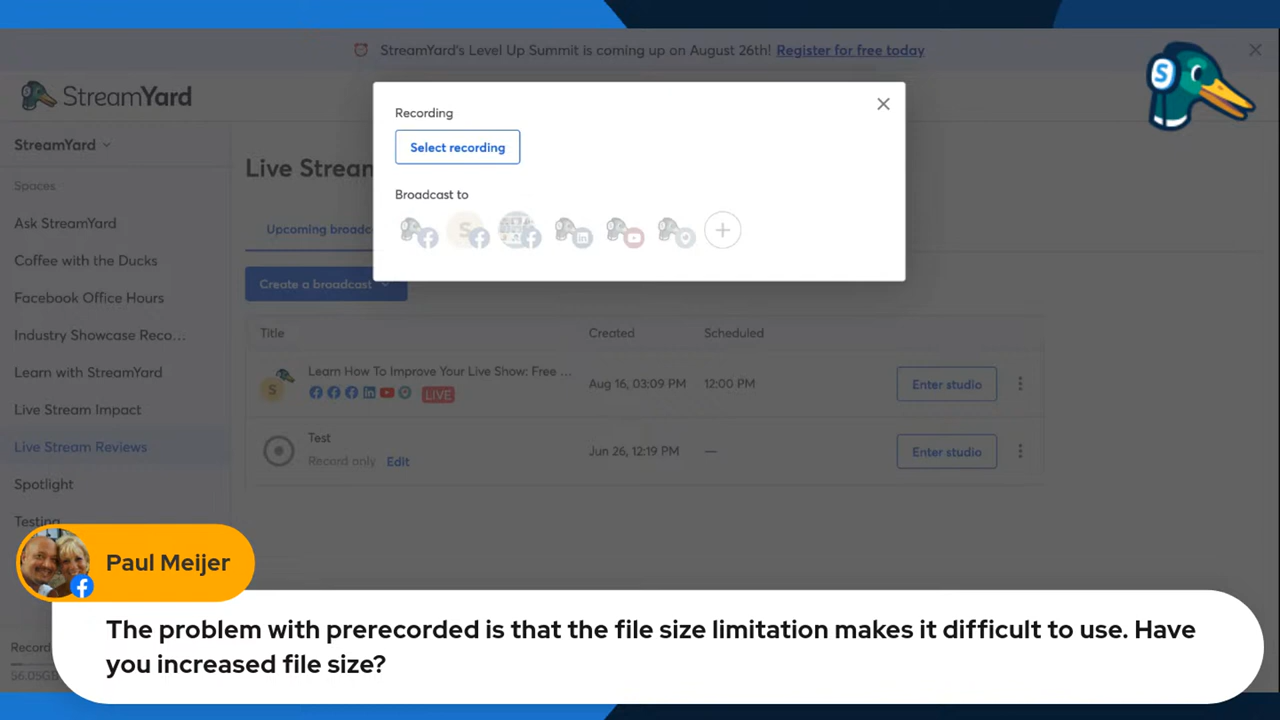 StreamYard's Level Up Summit is coming up on August 26th! Register for free today
StreamYard
S
Recording
Select recording
Broadcast to
StreamYard
Spaces
Ask StreamYard
Coffee with the Ducks
Facebook Office Hours
Industry Showcase Reco...
Learn with StreamYard
Live Stream Impact
Live Stream Reviews
Spotlight
Testing
Live Stream
Upcoming broadc
Create a broadcast
Title Created Scheduled
Learn How To Improve Your Live Show: Free ... Aug 16, 03:09 PM 12:00 PM Enter studio
S LIVE
Test Jun 26, 12:19 PM — Enter studio
Record only Edit
Record
Paul Meijer
The problem with prerecorded is that the file size limitation makes it difficult to use. Have
you increased file size?